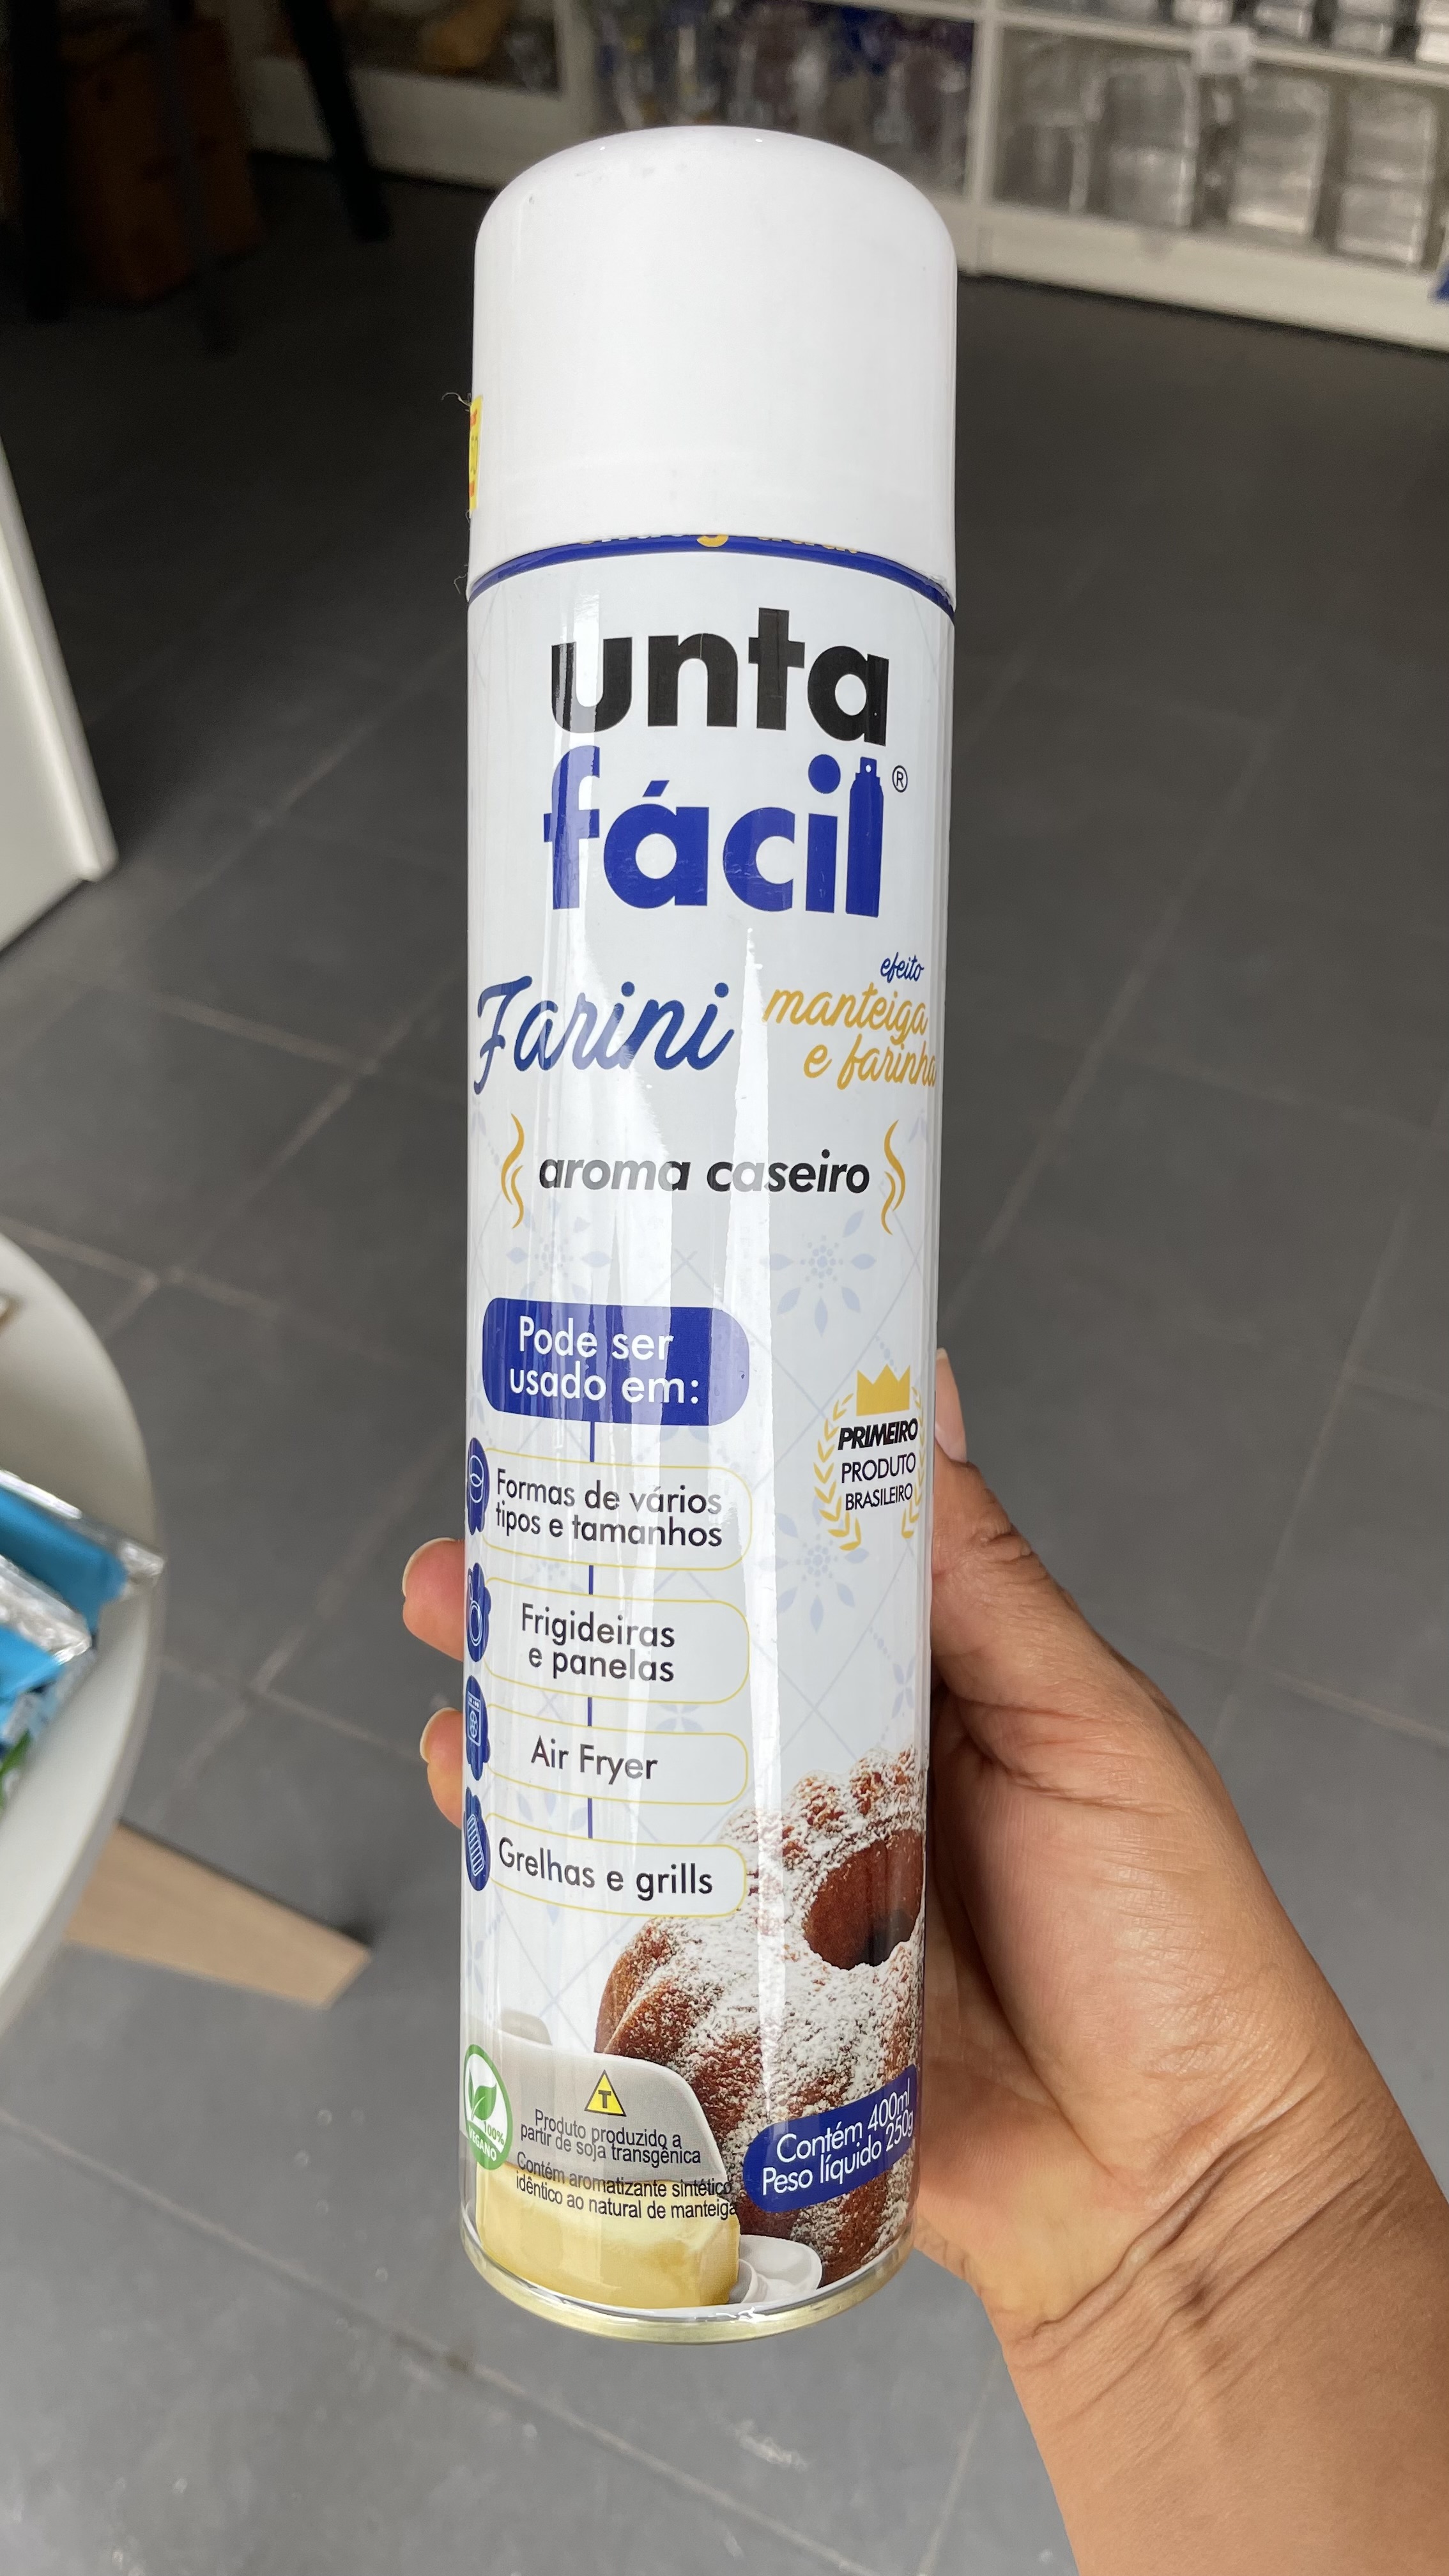 unta
fácil®
Farini
efeito
manteiga
e farinha
aroma caseiro
Pode ser
usado em:
Formas de vários
tipos e tamanhos
Frigideiras
e panelas
Air Fryer
Grelhas e grills
PRIMEIRO
PRODUTO
BRASILEIRO
100%
VEGANO
T
Produto produzido a
partir de soja transgênica
Contém aromatizante sintético
idêntico ao natural de manteiga
Contém 400ml
Peso líquido 250g